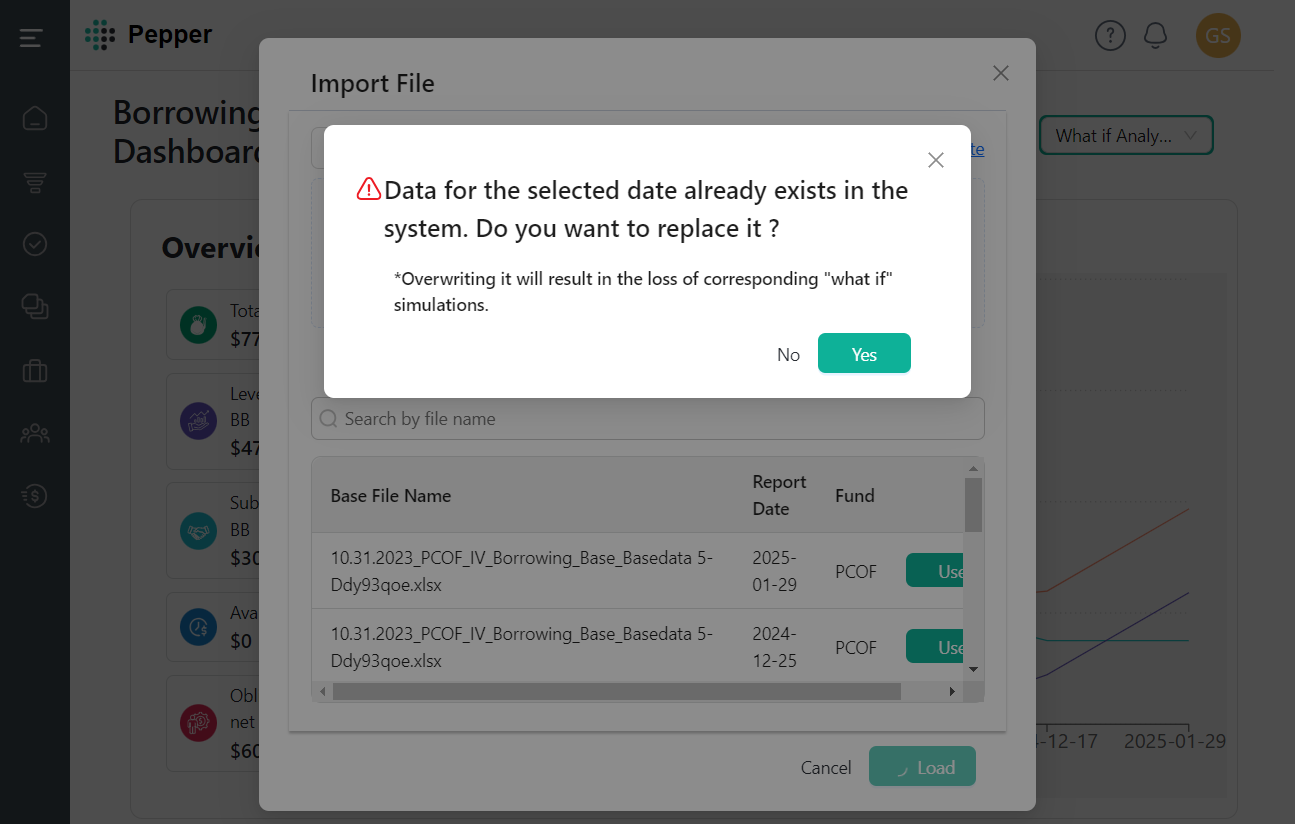 Pepper
GS
Import File
Borrowing
Dashboard
What if Analy...
te
Data for the selected date already exists in the
system. Do you want to replace it ?
*Overwriting it will result in the loss of corresponding "what if"
simulations.
No
Yes
Overvi
Tota
$77
Leve
BB
$47
Sub
BB
$30
Ava
$0
Obl
net
$60
Search by file name
Base File Name
Report
Date
Fund
10.31.2023_PCOF_IV_Borrowing_Base_Basedata 5-
Ddy93qoe.xlsx
2025-
01-29
PCOF
Use
10.31.2023_PCOF_IV_Borrowing_Base_Basedata 5-
Ddy93qoe.xlsx
2024-
12-25
PCOF
Use
4-12-17
2025-01-29
Cancel
Load